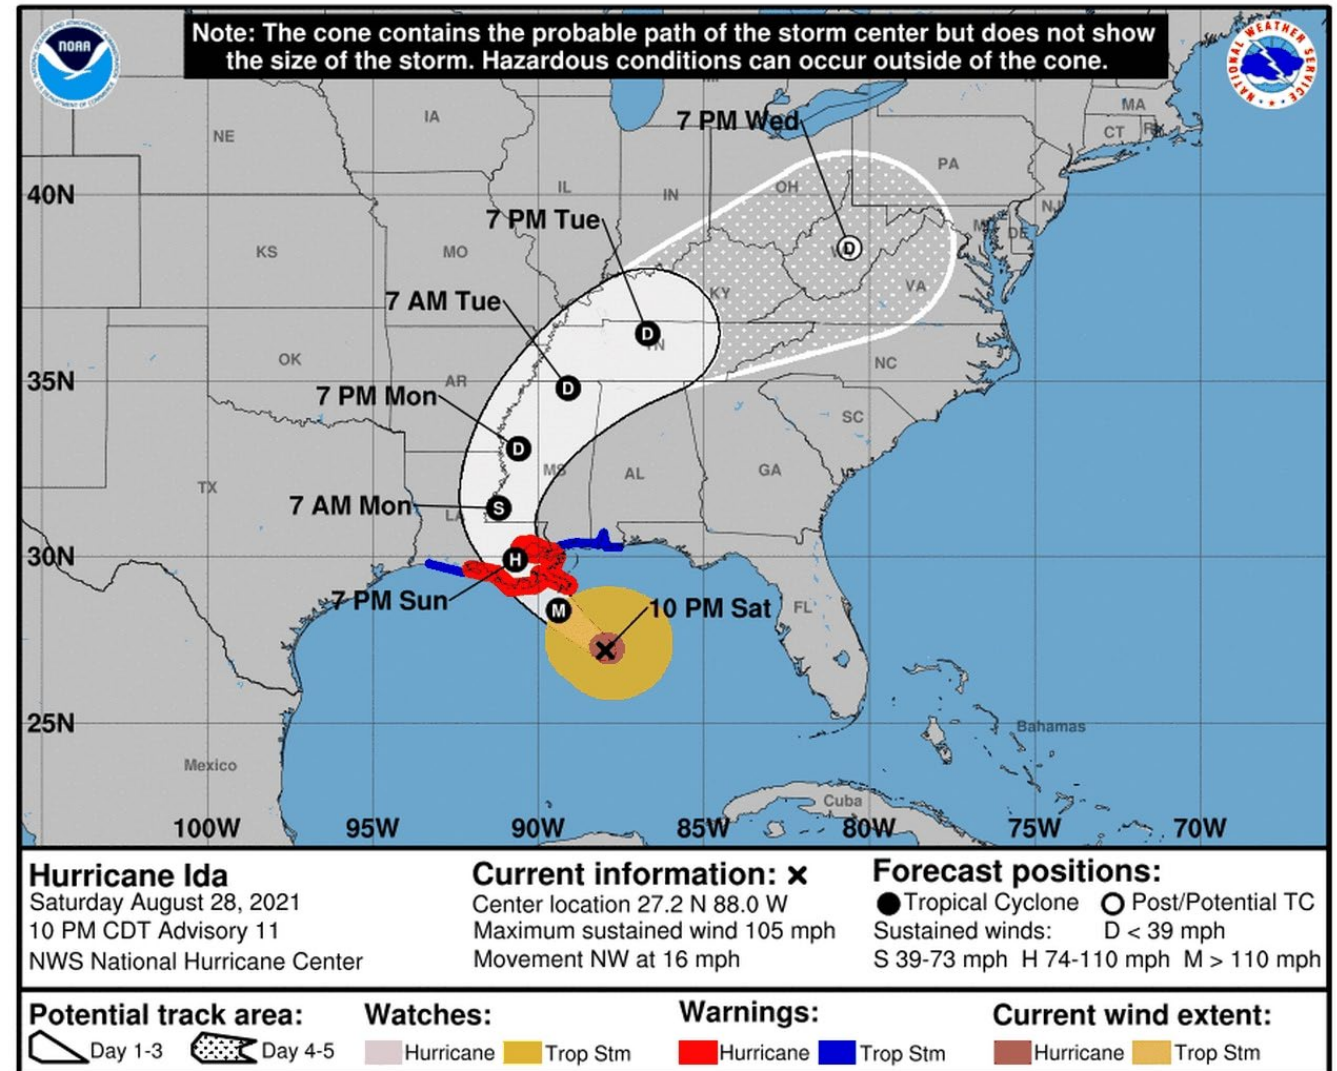 Note: The cone contains the probable path of the storm center but does not show
the size of the storm. Hazardous conditions can occur outside of the cone.
NOAA
NATIONAL WEATHER SERVICE
7 PM Wed
7 PM Tue
7 AM Tue
7 PM Mon
7 AM Mon
7 PM Sun
10 PM Sat
D
D
D
D
S
H
M
NE
IA
IL
IN
OH
PA
MA
CT
NJ
DE
KS
MO
KY
VA
OK
AR
TN
NC
SC
TX
LA
MS
AL
GA
FL
Mexico
Cuba
Bahamas
40N
35N
30N
25N
100W
95W
90W
85W
80W
75W
70W
Hurricane Ida
Saturday August 28, 2021
10 PM CDT Advisory 11
NWS National Hurricane Center
Current information: x
Center location 27.2 N 88.0 W
Maximum sustained wind 105 mph
Movement NW at 16 mph
Forecast positions:
Tropical Cyclone Post/Potential TC
Sustained winds: D < 39 mph
S 39-73 mph H 74-110 mph M > 110 mph
Potential track area:
Day 1-3 Day 4-5
Watches:
Hurricane Trop Stm
Warnings:
Hurricane Trop Stm
Current wind extent:
Hurricane Trop Stm